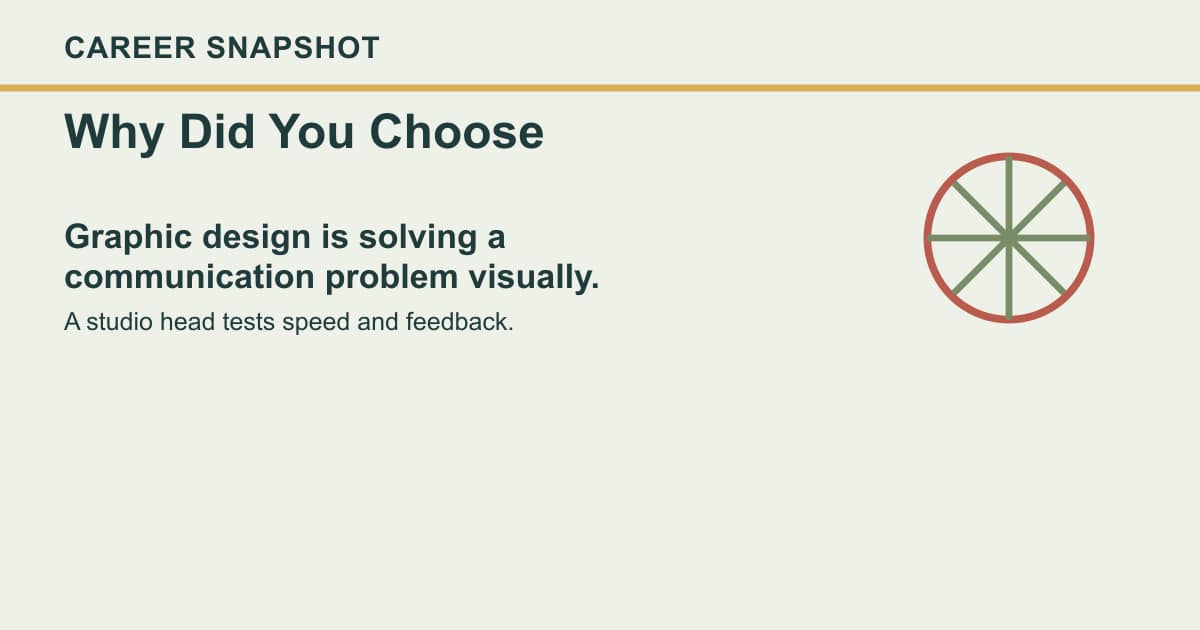 CAREER SNAPSHOT
Why Did You Choose
Graphic design is solving a
communication problem visually.
A studio head tests speed and feedback.